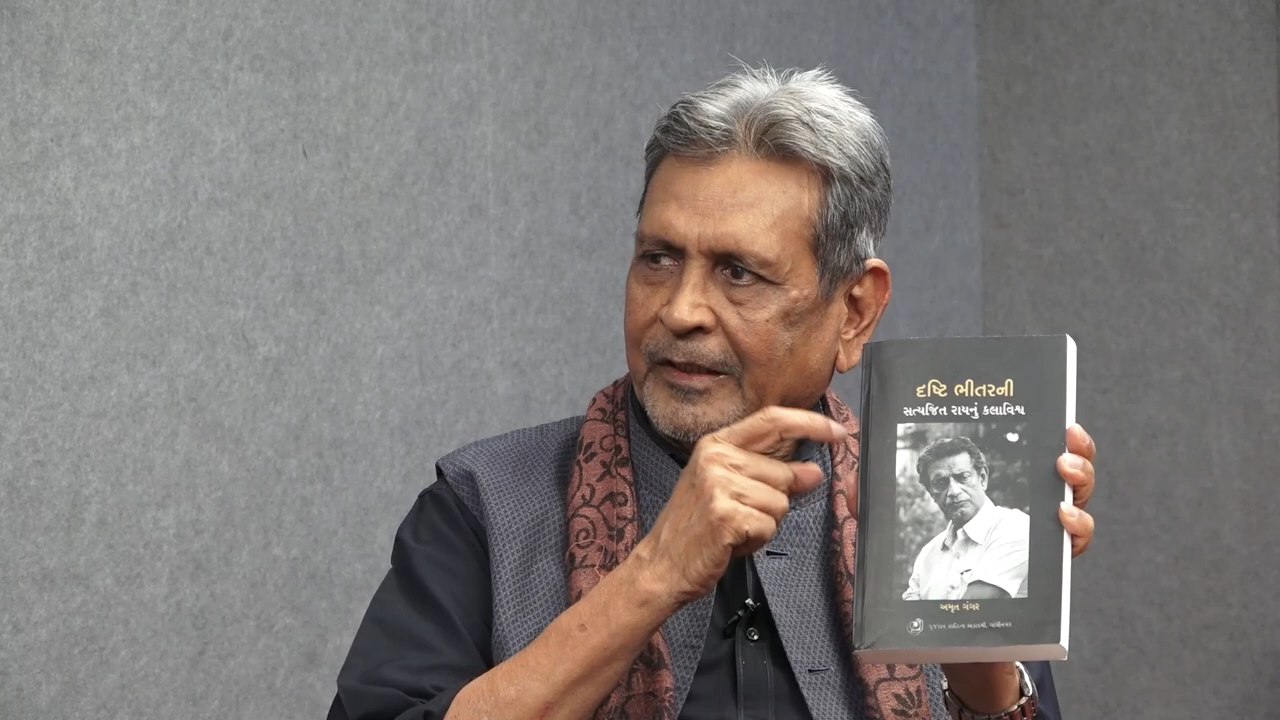 દૃષ્ટિ ભીતરની
સત્યજિત રાયનું કલાવિશ્વ
અમૃત ગંગર
ગુજરાત સાહિત્ય અકાદમી, ગાંધીનગર